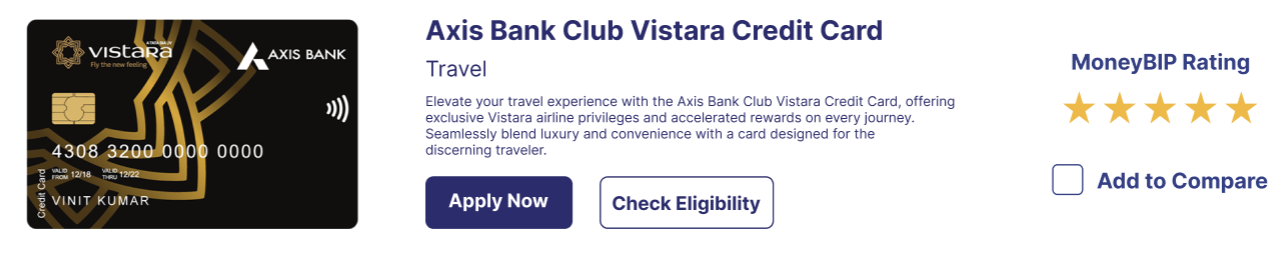 A TATA SIA
vistara
Fly the new feeling
AXIS BANK
4308 3200 0000 0000
VALID FROM 12/18 VALID THRU 12/22
VINIT KUMAR
Credit Card
Axis Bank Club Vistara Credit Card
Travel
Elevate your travel experience with the Axis Bank Club Vistara Credit Card, offering
exclusive Vistara airline privileges and accelerated rewards on every journey.
Seamlessly blend luxury and convenience with a card designed for the
discerning traveler.
Apply Now
Check Eligibility
MoneyBIP Rating
Add to Compare